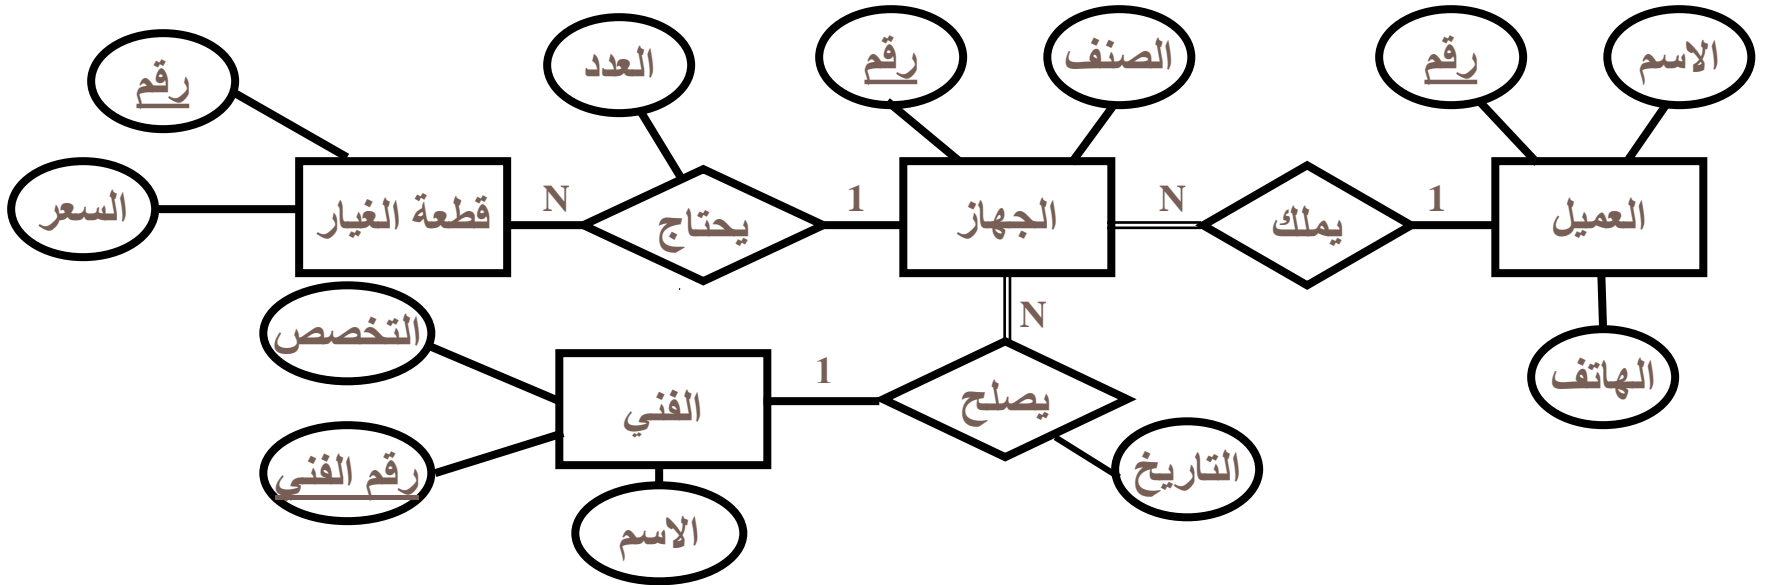 الاسم
رقم
الصنف
رقم
العدد
رقم
العميل
1
يملك
N
الجهاز
1
يحتاج
N
قطعة الغيار
السعر
N
الهاتف
التخصص
1
يصلح
الفني
التاريخ
رقم الفني
الاسم